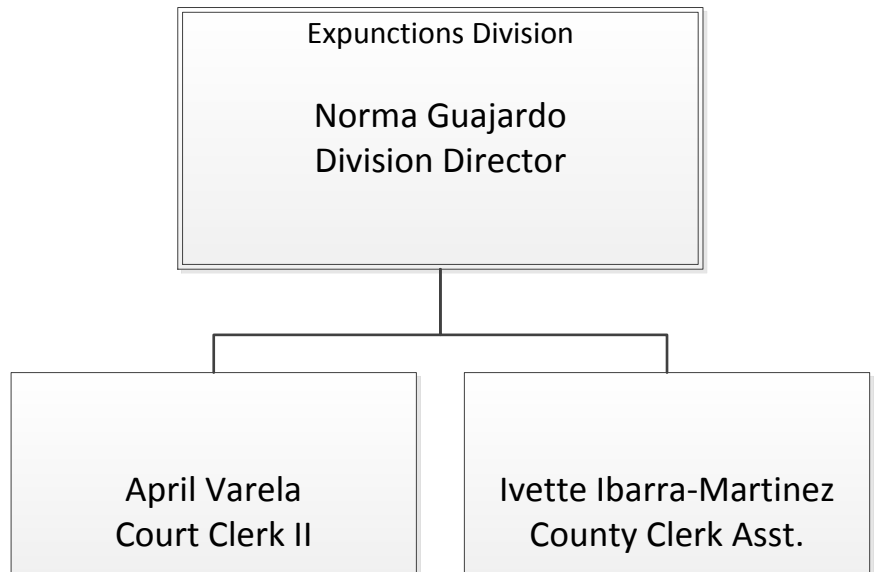 Expunctions Division
Norma Guajardo
Division Director
April Varela
Court Clerk II
Ivette Ibarra-Martinez
County Clerk Asst.